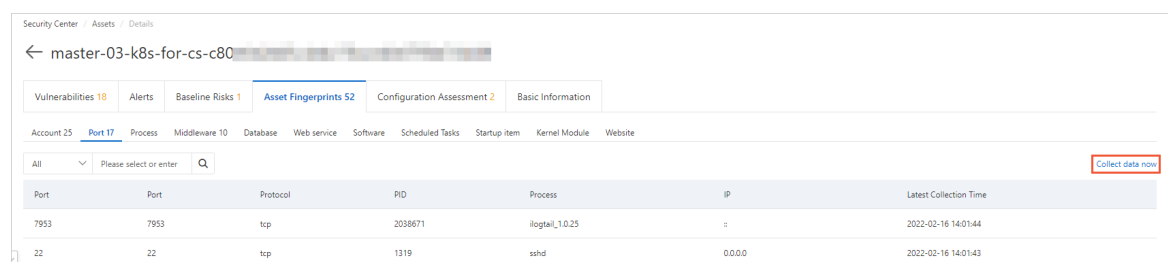 Security Center / Assets / Details
← master-03-k8s-for-cs-c80
Vulnerabilities 18 Alerts Baseline Risks 1 Asset Fingerprints 52 Configuration Assessment 2 Basic Information
Account 25 Port 17 Process Middleware 10 Database Web service Software Scheduled Tasks Startup item Kernel Module Website
All Please select or enter Collect data now
Port Port Protocol PID Process IP Latest Collection Time
7953 7953 tcp 2038671 ilogtail_1.0.25 :: 2022-02-16 14:01:44
22 22 tcp 1319 sshd 0.0.0.0 2022-02-16 14:01:43